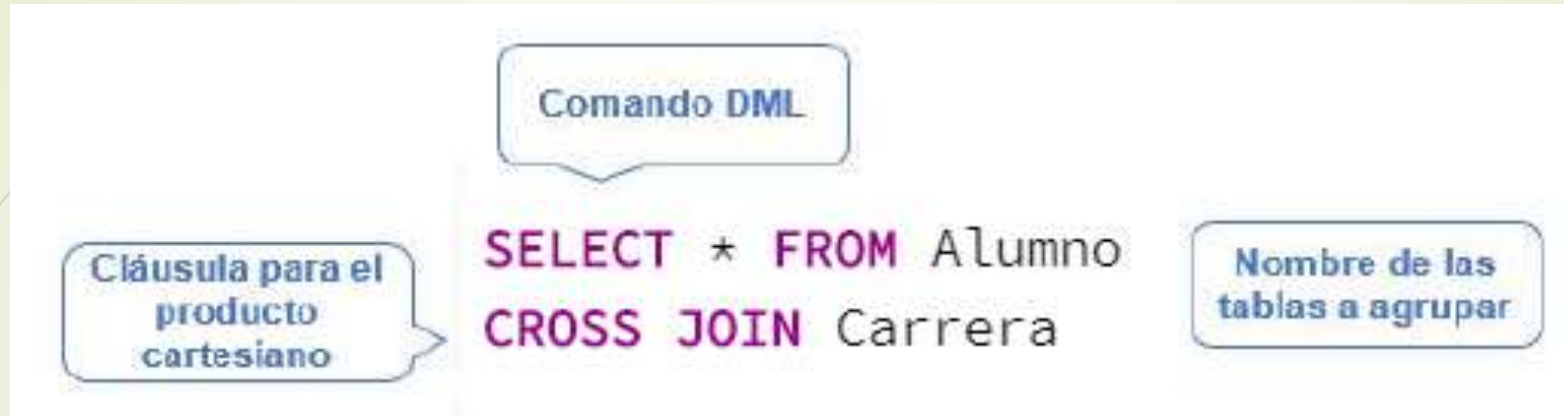 Comando DML
Cláusula para el
producto
cartesiano
SELECT * FROM Alumno
CROSS JOIN Carrera
Nombre de las
tablas a agrupar